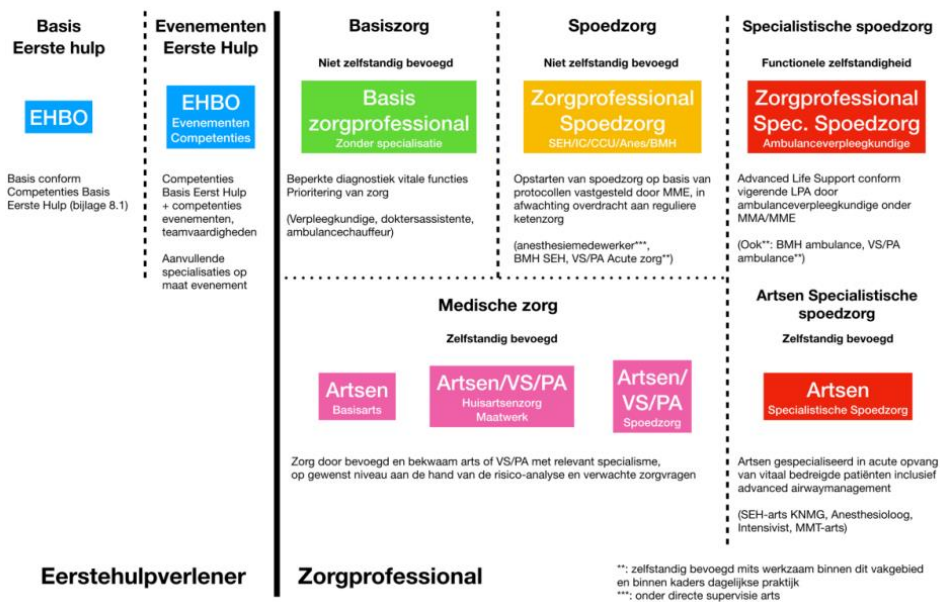 Basis
Eerste hulp
EHBO
Basis conform
Competenties Basis
Eerste Hulp (bijlage 8.1)
Evenementen
Eerste Hulp
EHBO
Evenementen
Competenties
Competenties
Basis Eerst Hulp
+ competenties
evenementen,
teamvaardigheden
Aanvullende
specialisaties op
maat evenement
Basiszorg
Niet zelfstandig bevoegd
Basis
zorgprofessional
Zonder specialisatie
Beperkte diagnostiek vitale functies
Prioritering van zorg
(Verpleegkundige, doktersassistente,
ambulancechauffeur)
Spoedzorg
Niet zelfstandig bevoegd
Zorgprofessional
Spoedzorg
SEH/IC/CCU/Anes/BMH
Opstarten van spoedzorg op basis van
protocollen vastgesteld door MME, in
afwachting overdracht aan reguliere
ketenzorg
(anesthesiemedewerker***,
BMH SEH, VS/PA Acute zorg**)
Specialistische spoedzorg
Functionele zelfstandigheid
Zorgprofessional
Spec. Spoedzorg
Ambulanceverpleegkundige
Advanced Life Support conform
vigerende LPA door
ambulanceverpleegkundige onder
MMA/MME
(Ook**: BMH ambulance, VS/PA
ambulance**)
Medische zorg
Zelfstandig bevoegd
Artsen
Basisarts
Artsen/VS/PA
Huisartsenzorg
Maatwerk
Artsen/
VS/PA
Spoedzorg
Zorg door bevoegd en bekwaam arts of VS/PA met relevant specialisme,
op gewenst niveau aan de hand van de risico-analyse en verwachte zorgvragen
Artsen Specialistische
spoedzorg
Zelfstandig bevoegd
Artsen
Specialistische Spoedzorg
Artsen gespecialiseerd in acute opvang
van vitaal bedreigde patiënten inclusief
advanced airwaymanagement
(SEH-arts KNMG, Anesthesioloog,
Intensivist, MMT-arts)
Eerstehulpverlener
Zorgprofessional
**: zelfstandig bevoegd mits werkzaam binnen dit vakgebied
en binnen kaders dagelijkse praktijk
***: onder directe supervisie arts